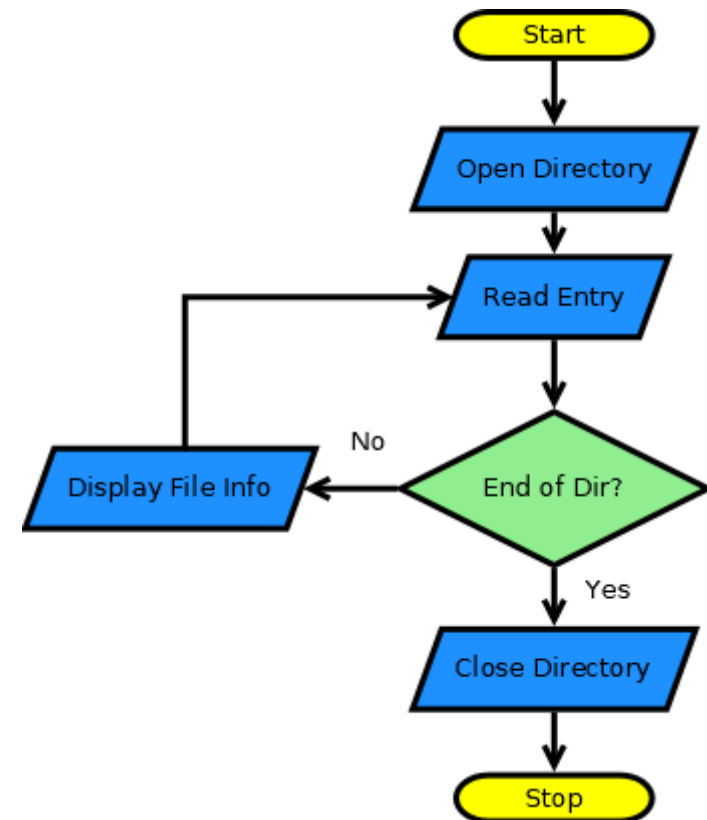 Start
Open Directory
Read Entry
No
Display File Info
End of Dir?
Yes
Close Directory
Stop